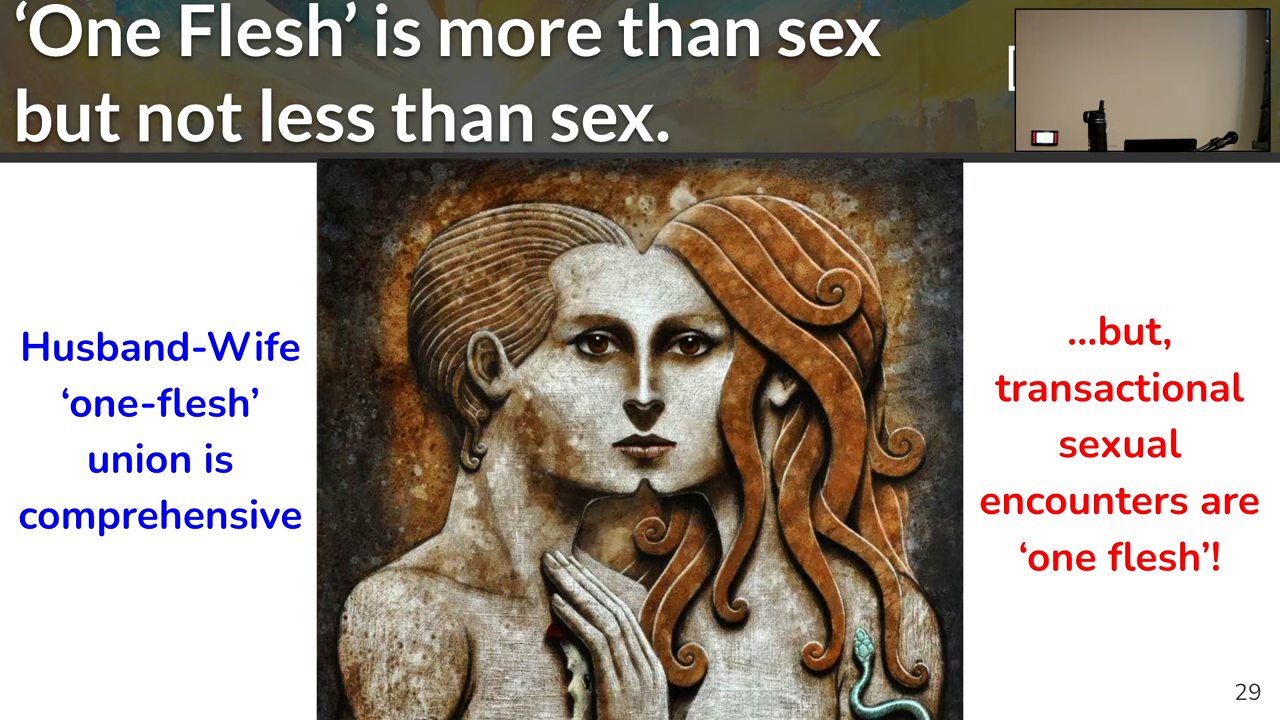 ‘One Flesh’ is more than sex
but not less than sex.
Husband-Wife
‘one-flesh’
union is
comprehensive
...but,
transactional
sexual
encounters are
‘one flesh’!
29